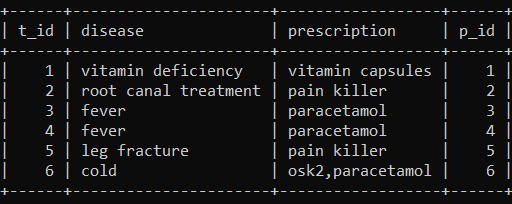 | t_id | disease | prescription | p_id |
| 1 | vitamin deficiency | vitamin capsules | 1 |
| 2 | root canal treatment | pain killer | 2 |
| 3 | fever | paracetamol | 3 |
| 4 | fever | paracetamol | 4 |
| 5 | leg fracture | pain killer | 5 |
| 6 | cold | osk2,paracetamol | 6 |